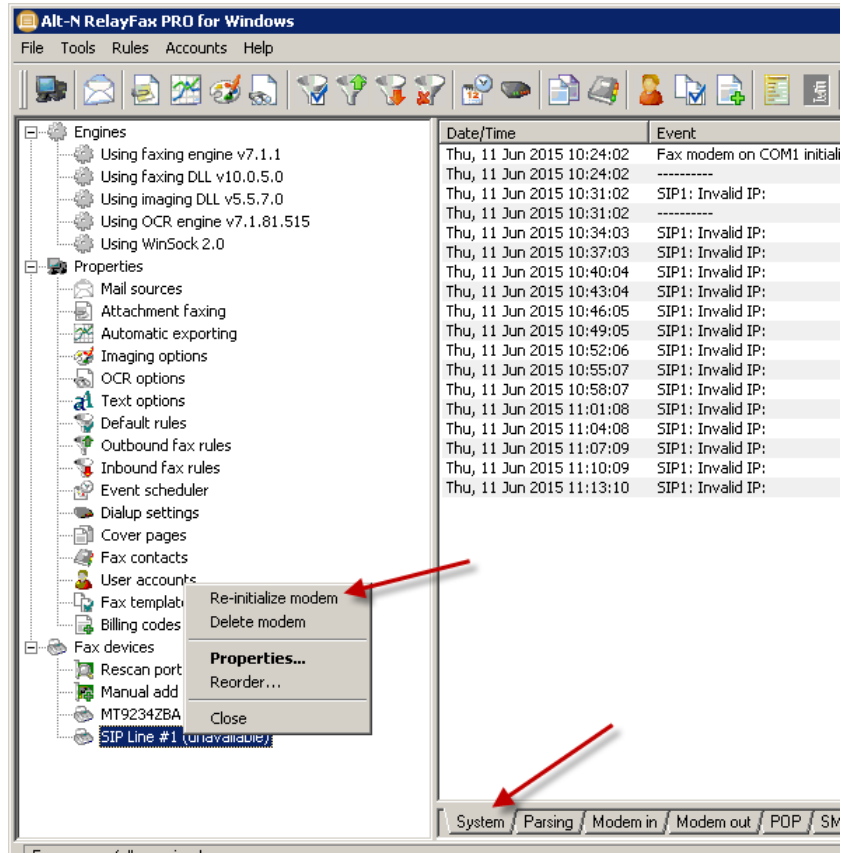 Alt-N RelayFax PRO for Windows
File Tools Rules Accounts Help
12
Engines
Using faxing engine v7.1.1
Using faxing DLL v10.0.5.0
Using imaging DLL v5.5.7.0
Using OCR engine v7.1.81.515
Using WinSock 2.0
Properties
Mail sources
Attachment faxing
Automatic exporting
Imaging options
OCR options
Text options
Default rules
Outbound fax rules
Inbound fax rules
Event scheduler
Dialup settings
Cover pages
Fax contacts
User accounts
Fax templat
Billing codes
Fax devices
Rescan port
Manual add
MT9234ZBA
SIP Line #1 (unavailable)
Re-initialize modem
Delete modem
Properties...
Reorder...
Close
Date/Time Event
Thu, 11 Jun 2015 10:24:02 Fax modem on COM1 initiali
Thu, 11 Jun 2015 10:24:02 ----------
Thu, 11 Jun 2015 10:31:02 SIP1: Invalid IP:
Thu, 11 Jun 2015 10:31:02 ----------
Thu, 11 Jun 2015 10:34:03 SIP1: Invalid IP:
Thu, 11 Jun 2015 10:37:03 SIP1: Invalid IP:
Thu, 11 Jun 2015 10:40:04 SIP1: Invalid IP:
Thu, 11 Jun 2015 10:43:04 SIP1: Invalid IP:
Thu, 11 Jun 2015 10:46:05 SIP1: Invalid IP:
Thu, 11 Jun 2015 10:49:05 SIP1: Invalid IP:
Thu, 11 Jun 2015 10:52:06 SIP1: Invalid IP:
Thu, 11 Jun 2015 10:55:07 SIP1: Invalid IP:
Thu, 11 Jun 2015 10:58:07 SIP1: Invalid IP:
Thu, 11 Jun 2015 11:01:08 SIP1: Invalid IP:
Thu, 11 Jun 2015 11:04:08 SIP1: Invalid IP:
Thu, 11 Jun 2015 11:07:09 SIP1: Invalid IP:
Thu, 11 Jun 2015 11:10:09 SIP1: Invalid IP:
Thu, 11 Jun 2015 11:13:10 SIP1: Invalid IP:
System Parsing Modem in Modem out POP SM